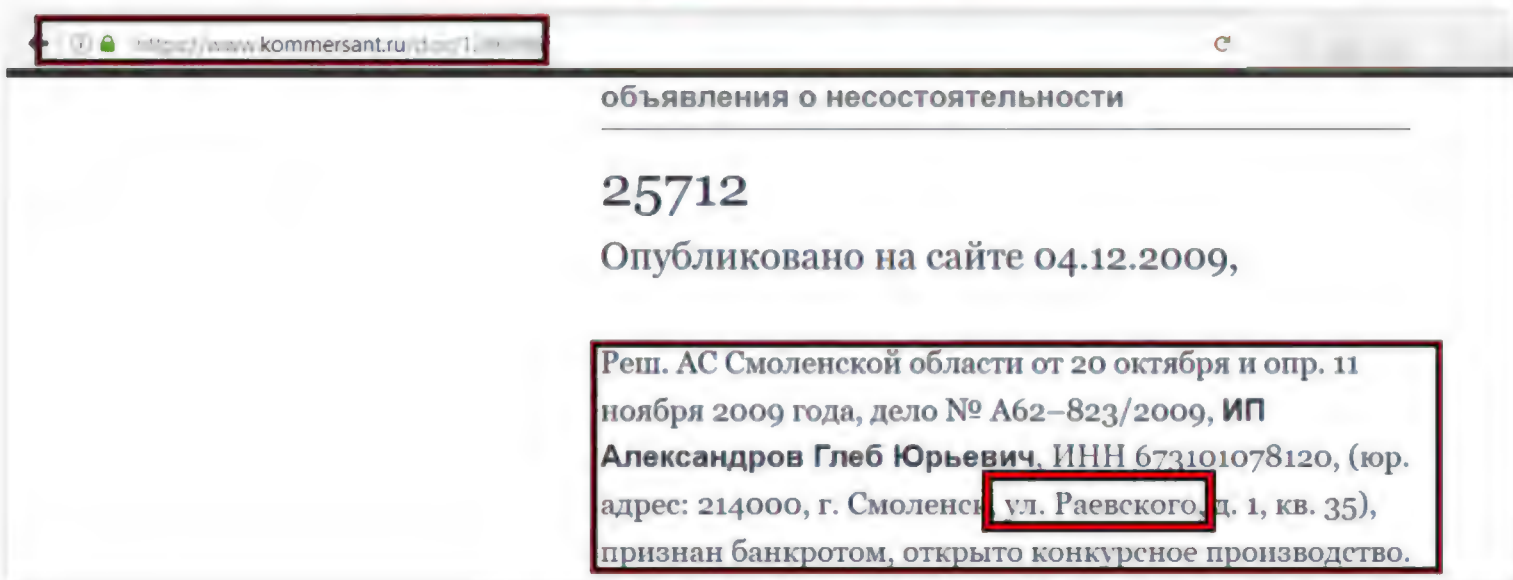 kommersant.ru
объявления о несостоятельности
25712
Опубликовано на сайте 04.12.2009,
Реш. АС Смоленской области от 20 октября и опр. 11
ноября 2009 года, дело № А62–823/2009, ИП
Александров Глеб Юрьевич, ИНН 673101078120, (юр.
адрес: 214000, г. Смоленск, ул. Раевского, д. 1, кв. 35),
признан банкротом, открыто конкурсное производство.